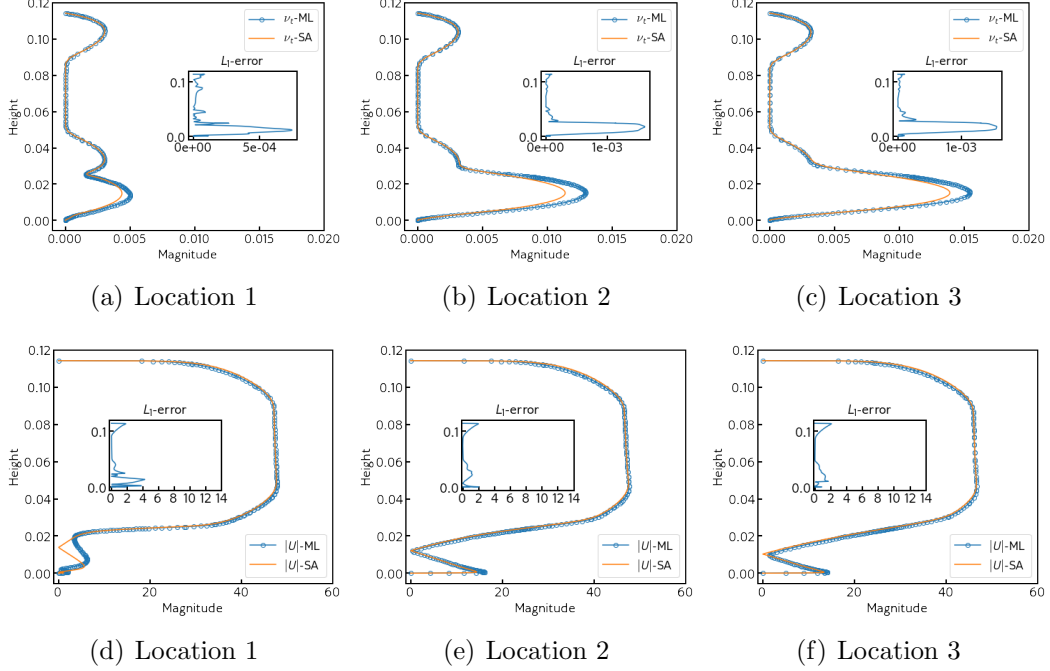 0.12
0.10
0.08
0.06
0.04
0.02
0.00
Height
ν_t-ML
ν_t-SA
L_1-error
0.1
0.0
0e+00 5e-04
0.000 0.005 0.010 0.015 0.020
Magnitude
(a) Location 1
0.12
0.10
0.08
0.06
0.04
0.02
0.00
Height
ν_t-ML
ν_t-SA
L_1-error
0.1
0.0
0e+00 1e-03
0.000 0.005 0.010 0.015 0.020
Magnitude
(b) Location 2
0.12
0.10
0.08
0.06
0.04
0.02
0.00
Height
ν_t-ML
ν_t-SA
L_1-error
0.1
0.0
0e+00 1e-03
0.000 0.005 0.010 0.015 0.020
Magnitude
(c) Location 3
0.12
0.10
0.08
0.06
0.04
0.02
0.00
Height
L_1-error
0.1
0.0
0 2 4 6 8 10 12 14
|U|-ML
|U|-SA
0 20 40 60
Magnitude
(d) Location 1
0.12
0.10
0.08
0.06
0.04
0.02
0.00
Height
L_1-error
0.1
0.0
0 2 4 6 8 10 12 14
|U|-ML
|U|-SA
0 20 40 60
Magnitude
(e) Location 2
0.12
0.10
0.08
0.06
0.04
0.02
0.00
Height
L_1-error
0.1
0.0
0 2 4 6 8 10 12 14
|U|-ML
|U|-SA
0 20 40 60
Magnitude
(f) Location 3